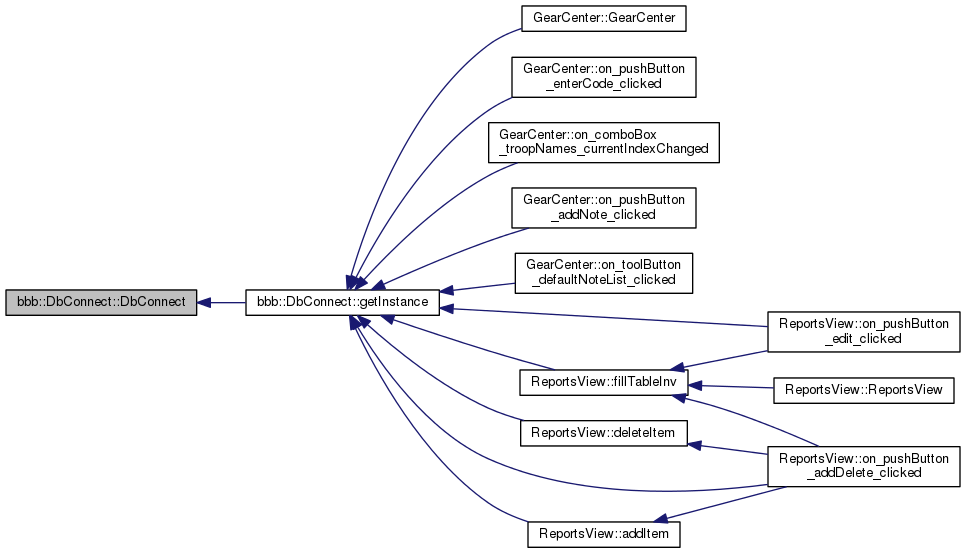 GearCenter::GearCenter
GearCenter::on_pushButton
_enterCode_clicked
GearCenter::on_comboBox
_troopNames_currentIndexChanged
GearCenter::on_pushButton
_addNote_clicked
GearCenter::on_toolButton
_defaultNoteList_clicked
bbb::DbConnect::DbConnect
bbb::DbConnect::getInstance
ReportsView::on_pushButton
_edit_clicked
ReportsView::fillTableInv
ReportsView::ReportsView
ReportsView::deleteItem
ReportsView::on_pushButton
_addDelete_clicked
ReportsView::addItem